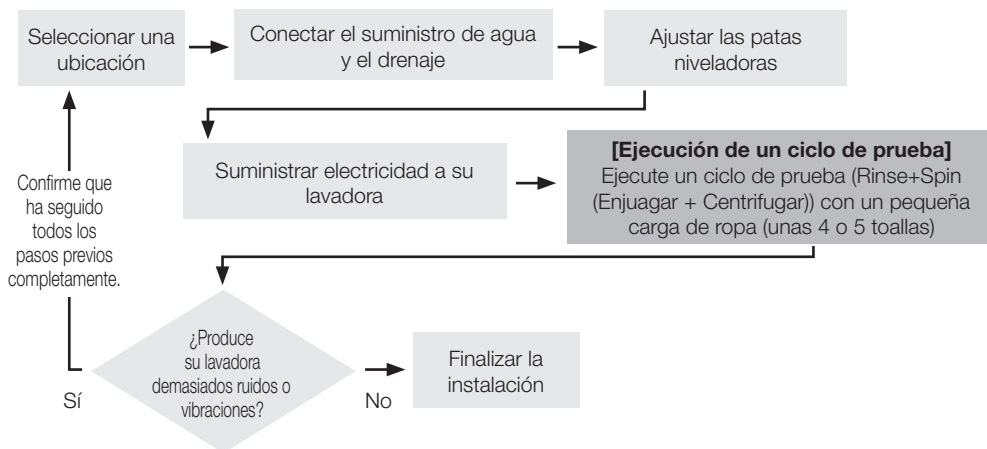 Seleccionar una
ubicación
Conectar el suministro de agua
y el drenaje
Ajustar las patas
niveladoras
Suministrar electricidad a su
lavadora
[Ejecución de un ciclo de prueba]
Ejecute un ciclo de prueba (Rinse+Spin
(Enjuagar + Centrifugar)) con un pequeña
carga de ropa (unas 4 o 5 toallas)
Confirme que
ha seguido
todos los
pasos previos
completamente.
¿Produce
su lavadora
demasiados ruidos o
vibraciones?
Sí
No
Finalizar la
instalación